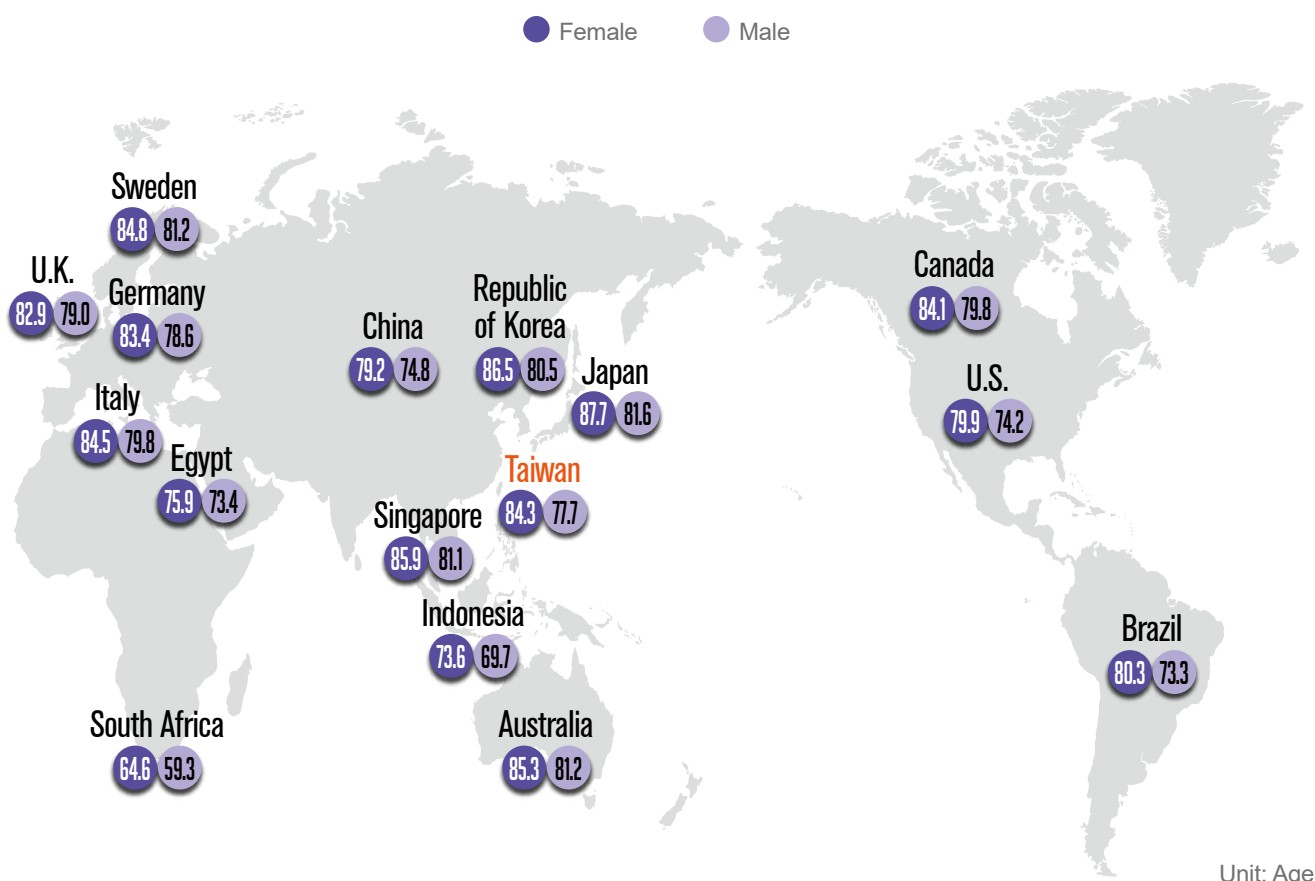 Female
Male
Sweden
84.8 81.2
U.K.
82.9 79.0
Germany
83.4 78.6
Italy
84.5 79.8
Egypt
75.9 73.4
South Africa
64.6 59.3
China
79.2 74.8
Republic
of Korea
86.5 80.5
Japan
87.7 81.6
Taiwan
84.3 77.7
Singapore
85.9 81.1
Indonesia
73.6 69.7
Australia
85.3 81.2
Canada
84.1 79.8
U.S.
79.9 74.2
Brazil
80.3 73.3
Unit: Age